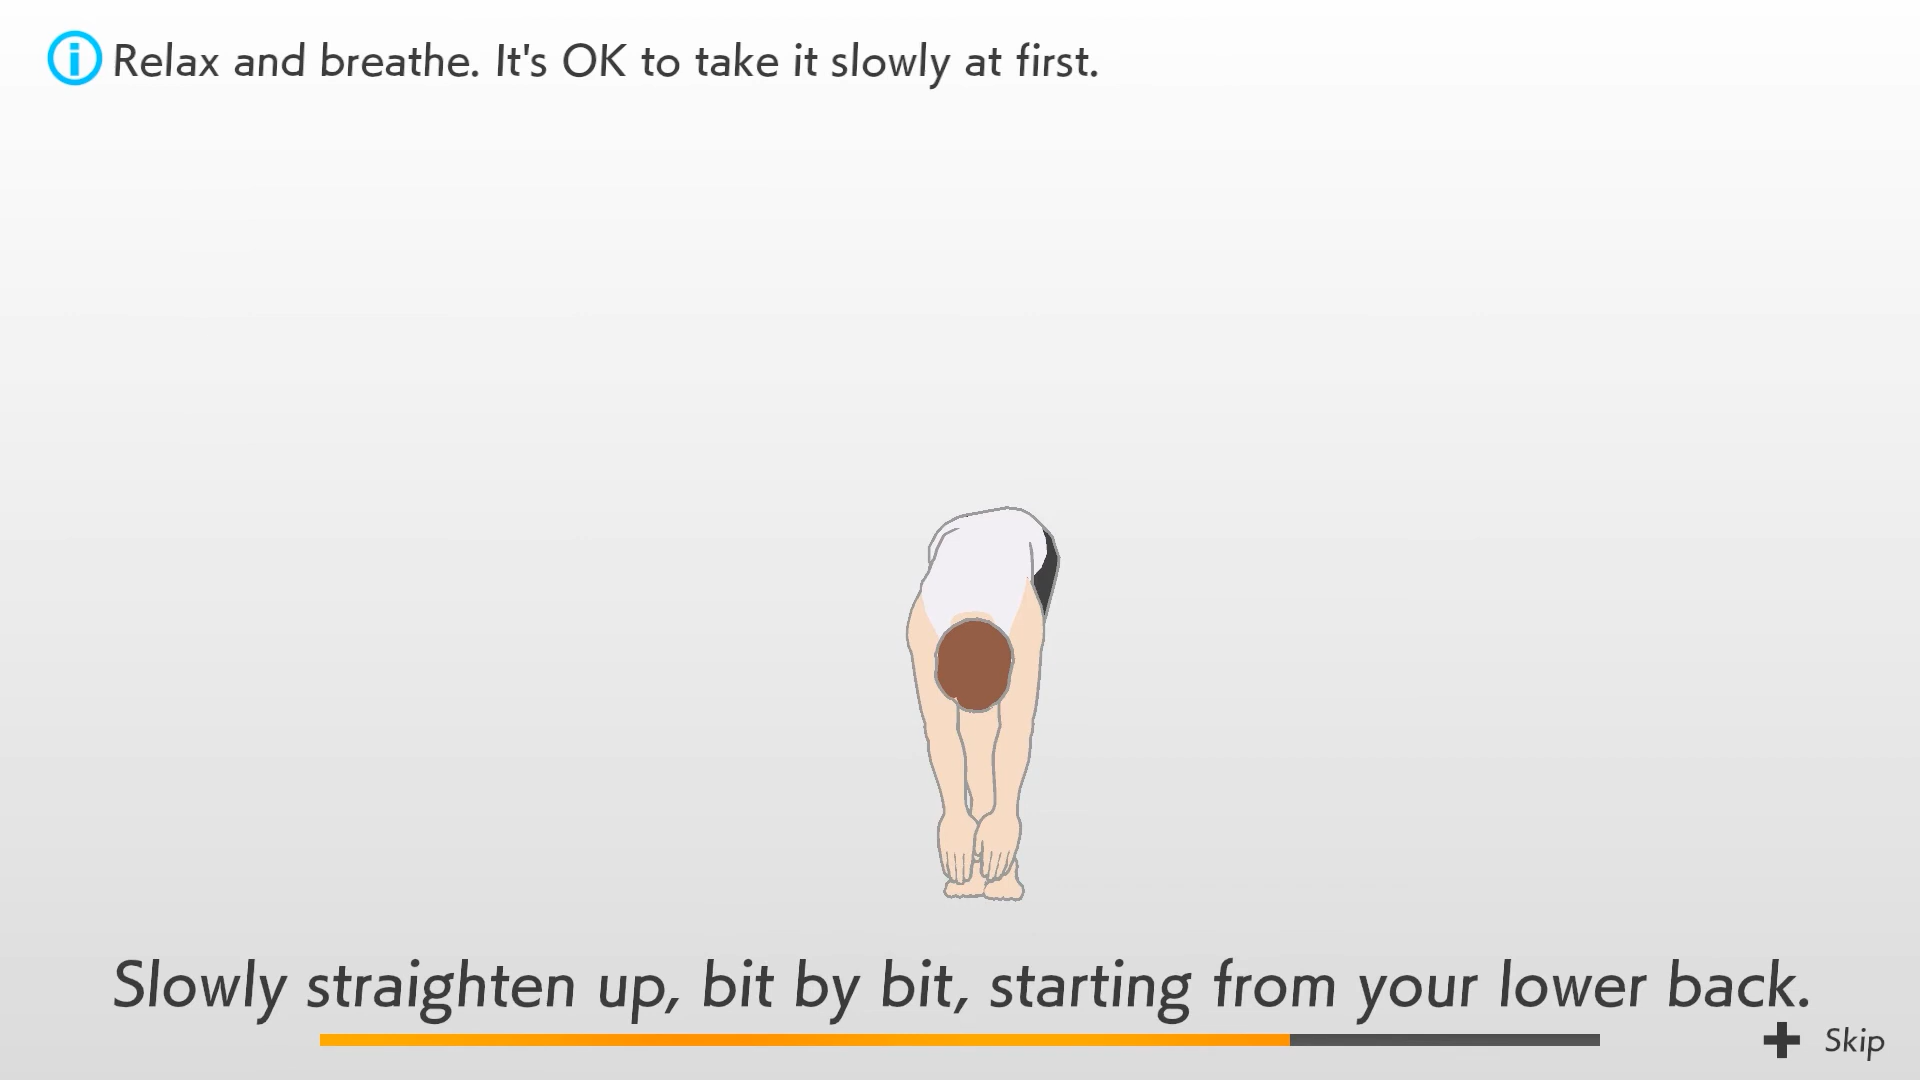 Relax and breathe. It's OK to take it slowly at first.
Slowly straighten up, bit by bit, starting from your lower back.
Skip